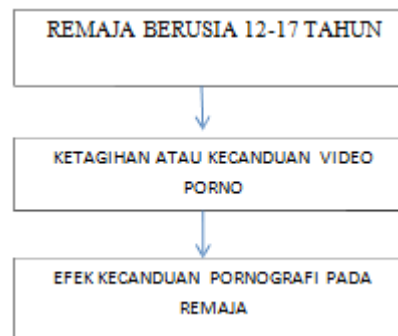 REMAJA BERUSIA 12-17 TAHUN
KETAGIHAN ATAU KECANDUAN VIDEO
PORNO
EFEK KECANDUAN PORNOGRAFI PADA
REMAJA